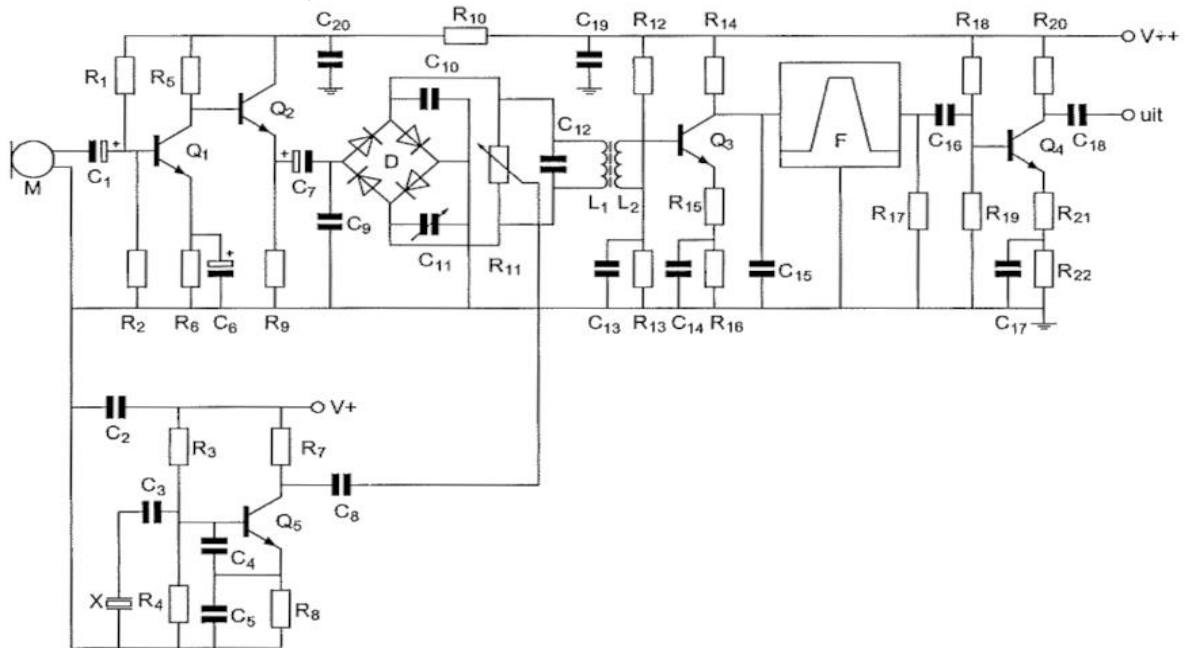 C20 R10 C19 R12 R14 R18 R20
V++
R1 R5 Q2 C10 C12 F C16 C18 uit
+ Q1 D Q3 Q4
M C1 + C7 L1 L2 R15 R17 R19 R21
C9 C11 R11 C15 R22
+
R2 R6 C6 R9 C13 R13 C14 R16 C17
C2 V+
R3 R7
C3 C8
Q5
C4
X R4 C5 R8